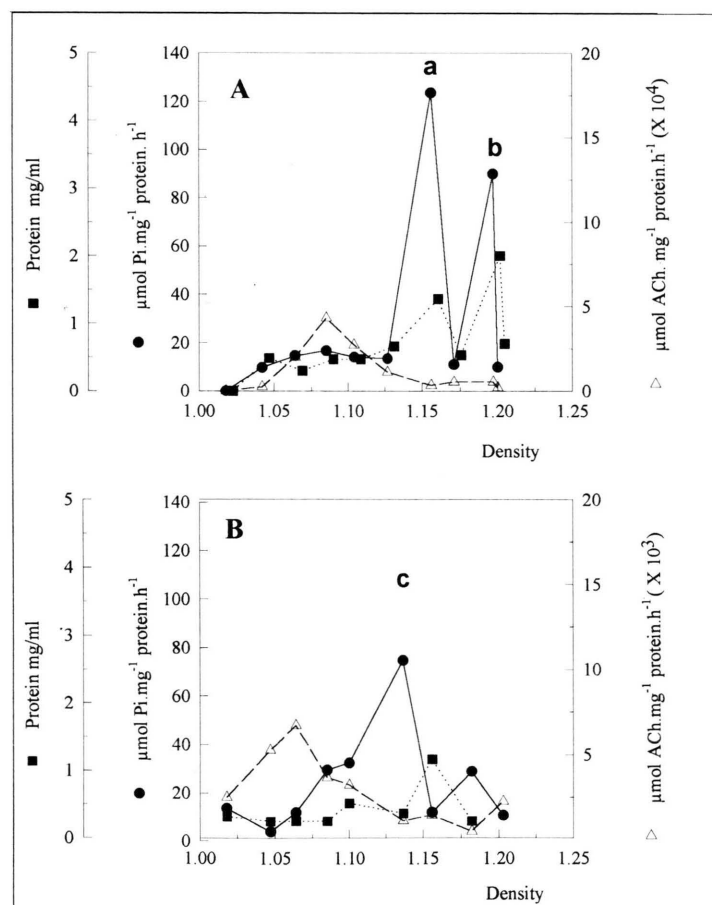 A
a
b
Protein mg/ml
5
4
3
2
1
0
µmol Pi.mg⁻¹ protein. h⁻¹
140
120
100
80
60
40
20
0
20
15
10
5
0
µmol ACh. mg⁻¹ protein.h⁻¹ (X 10⁴)
1.00 1.05 1.10 1.15 1.20 1.25
Density
B
c
Protein mg/ml
5
4
3
2
1
0
µmol Pi.mg⁻¹ protein.h⁻¹
140
120
100
80
60
40
20
0
20
15
10
5
0
µmol ACh.mg⁻¹ protein.h⁻¹ ( X 10³)
1.00 1.05 1.10 1.15 1.20 1.25
Density